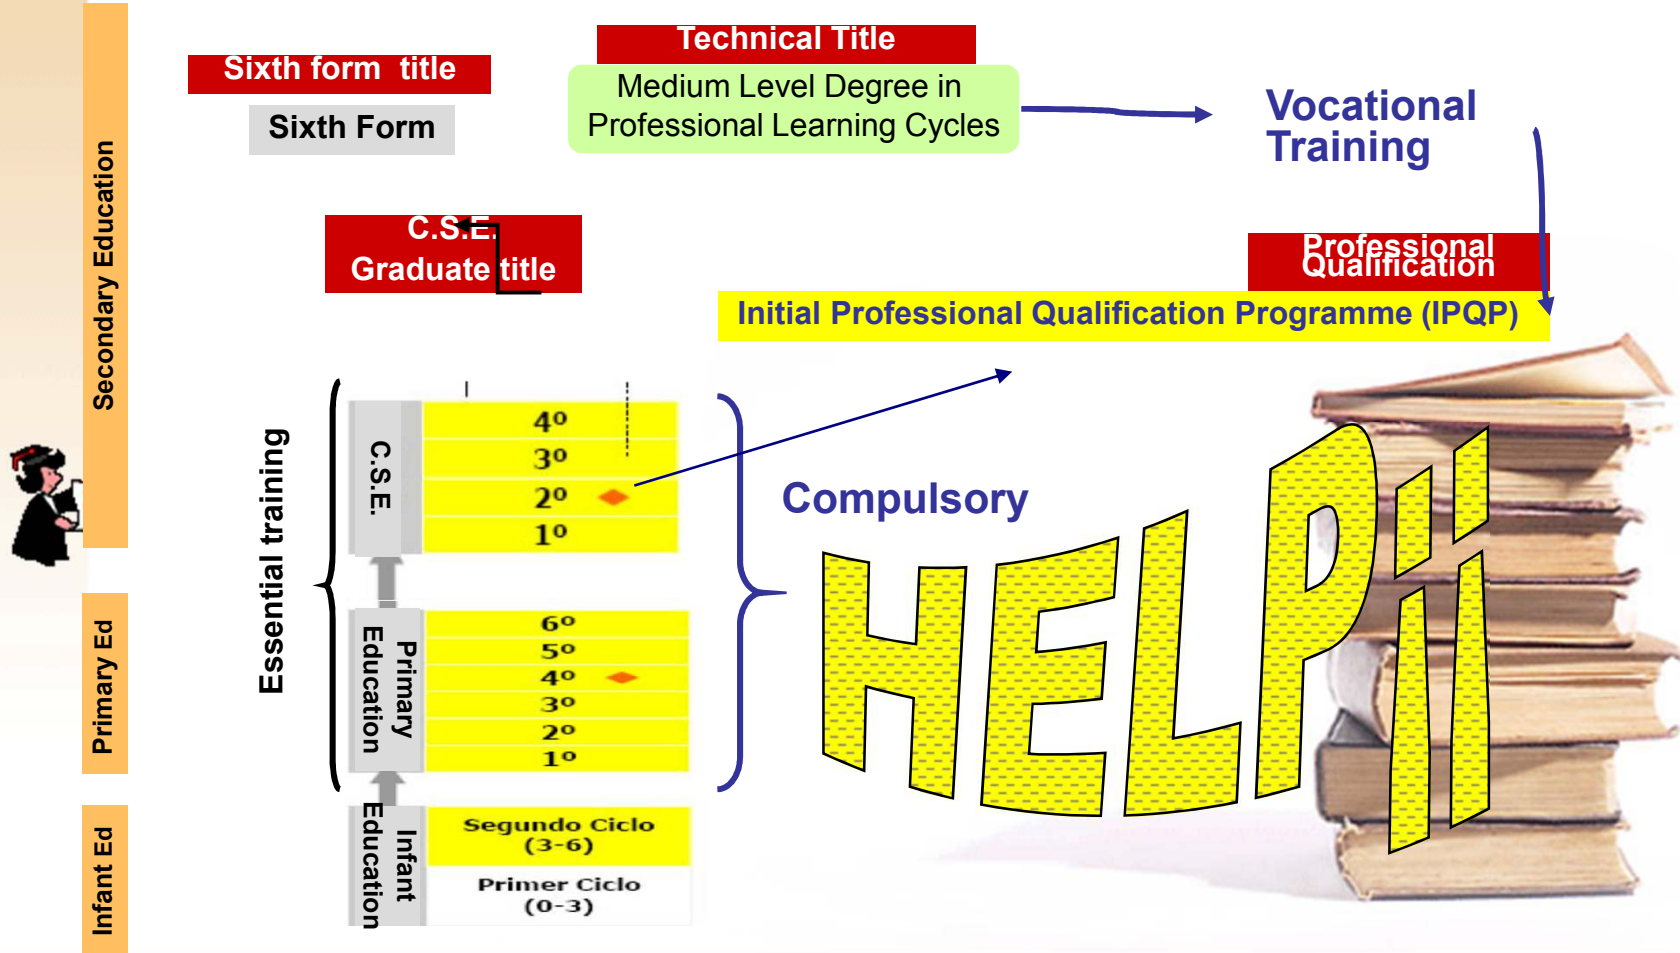 Technical Title
Sixth form title
Medium Level Degree in
Professional Learning Cycles
Sixth Form
Vocational
Training
Secondary Education
C.S.E.
Graduate title
Professional
Qualification
Initial Professional Qualification Programme (IPQP)
Essential training
C.S.E.
4º
3º
2º
1º
Compulsory
HELP¡¡
Primary Ed
Primary
Education
6º
5º
4º
3º
2º
1º
Infant Ed
Infant
Education
Segundo Ciclo
(3-6)
Primer Ciclo
(0-3)